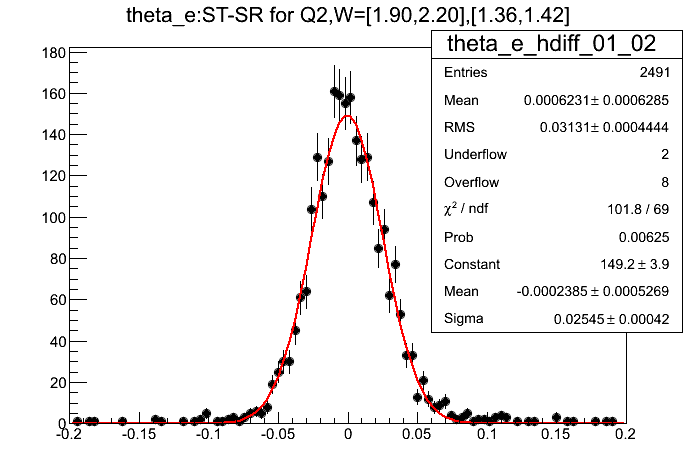 theta_e:ST-SR for Q2,W=[1.90,2.20],[1.36,1.42]
theta_e_hdiff_01_02
Entries 2491
Mean 0.0006231± 0.0006285
RMS 0.03131± 0.0004444
Underflow 2
Overflow 8
χ² / ndf 101.8 / 69
Prob 0.00625
Constant 149.2 ± 3.9
Mean -0.0002385 ± 0.0005269
Sigma 0.02545 ± 0.00042
180
160
140
120
100
80
60
40
20
0
-0.2 -0.15 -0.1 -0.05 0 0.05 0.1 0.15 0.2